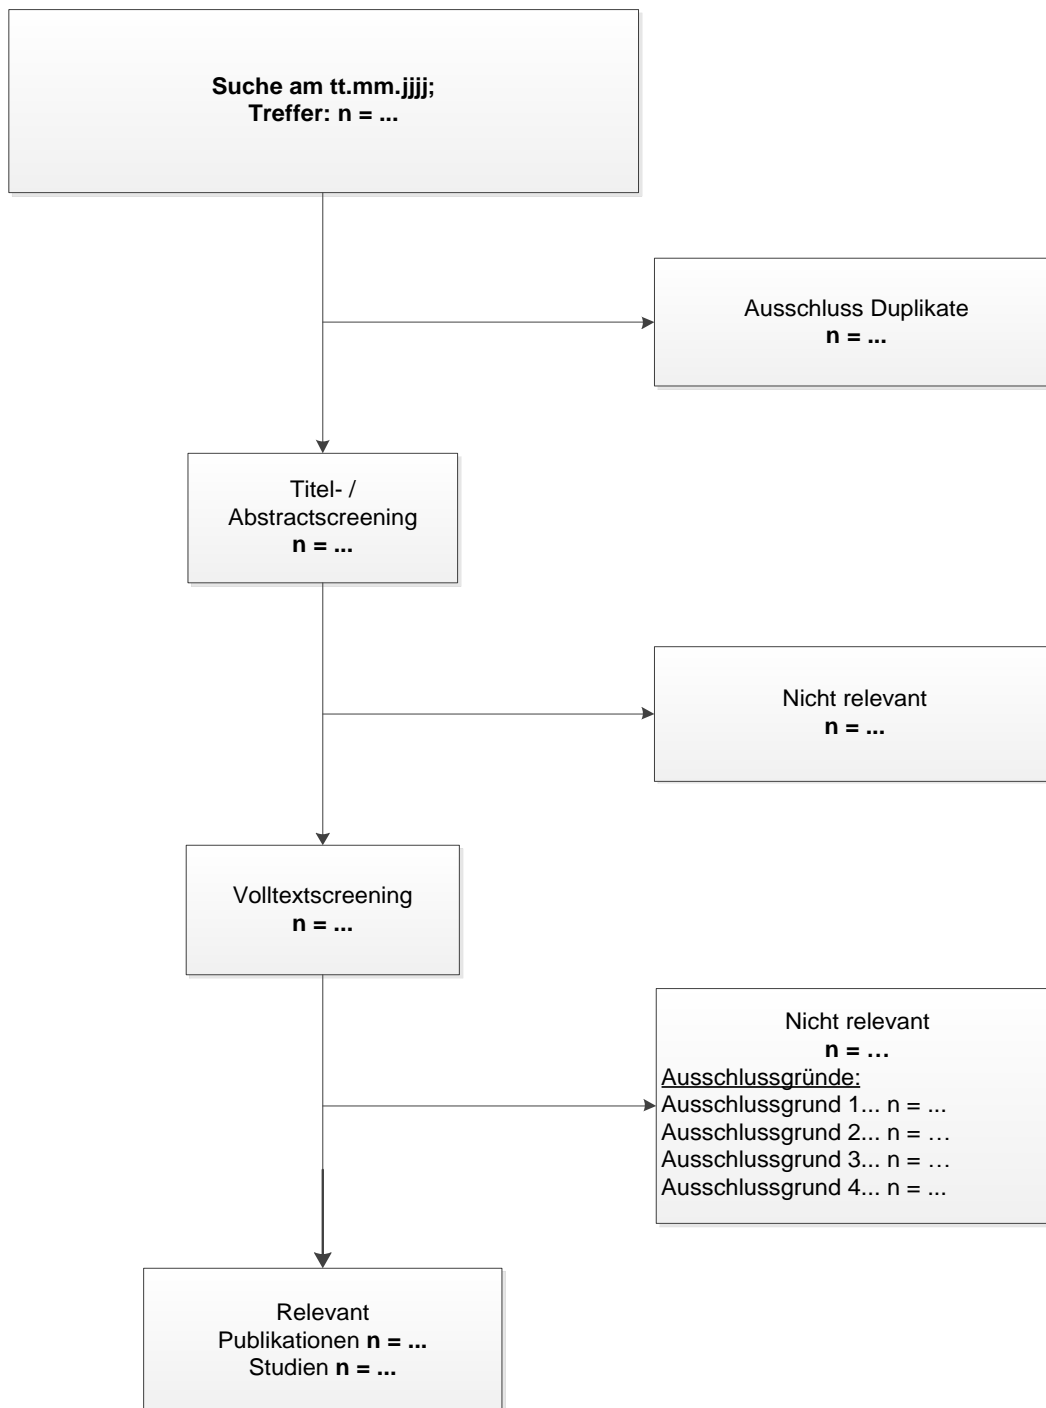 Suche am tt.mm.jjjj;
Treffer: n = ...
Ausschluss Duplikate
n = ...
Titel- /
Abstractscreening
n = ...
Nicht relevant
n = ...
Volltextscreening
n = ...
Nicht relevant
n = …
Ausschlussgründe:
Ausschlussgrund 1... n = ...
Ausschlussgrund 2... n = …
Ausschlussgrund 3... n = …
Ausschlussgrund 4... n = ...
Relevant
Publikationen n = ...
Studien n = ...